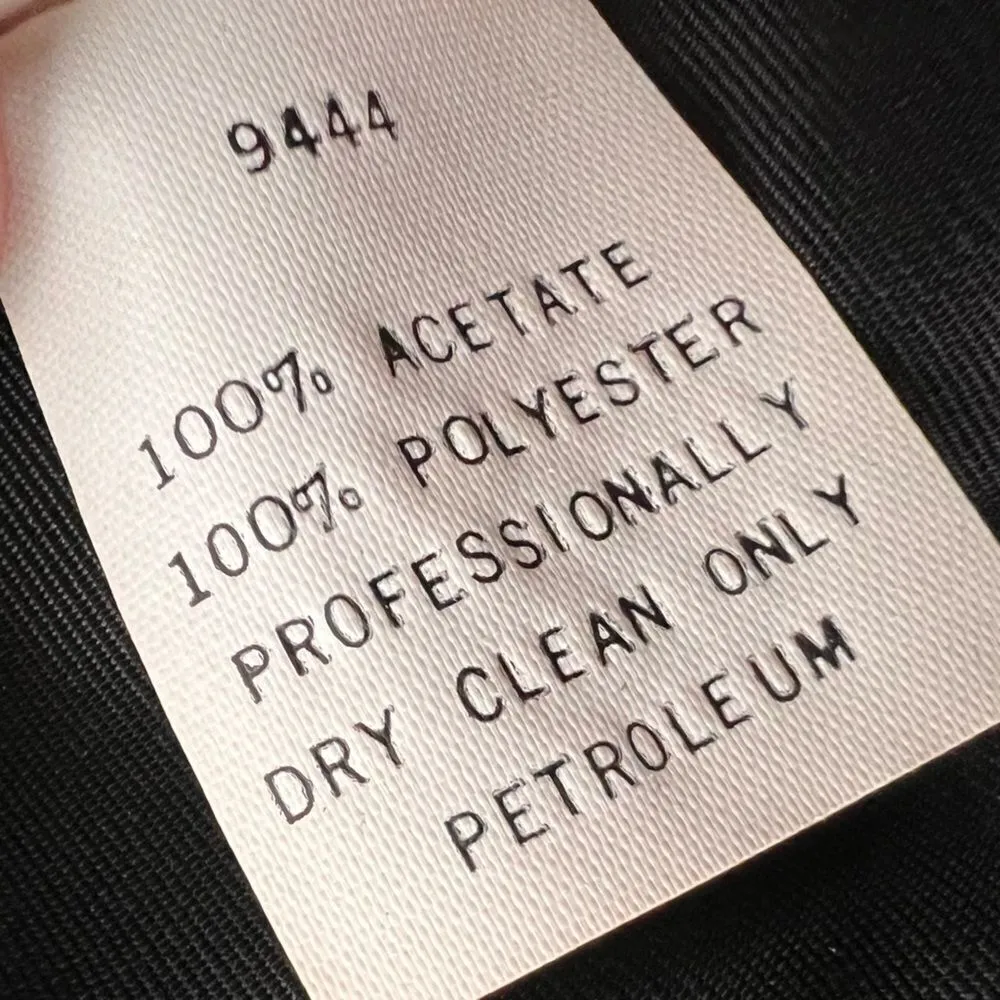 9444
100% ACETATE
100% POLYESTER
PROFESSIONALLY
DRY CLEAN ONLY
PETROLEUM